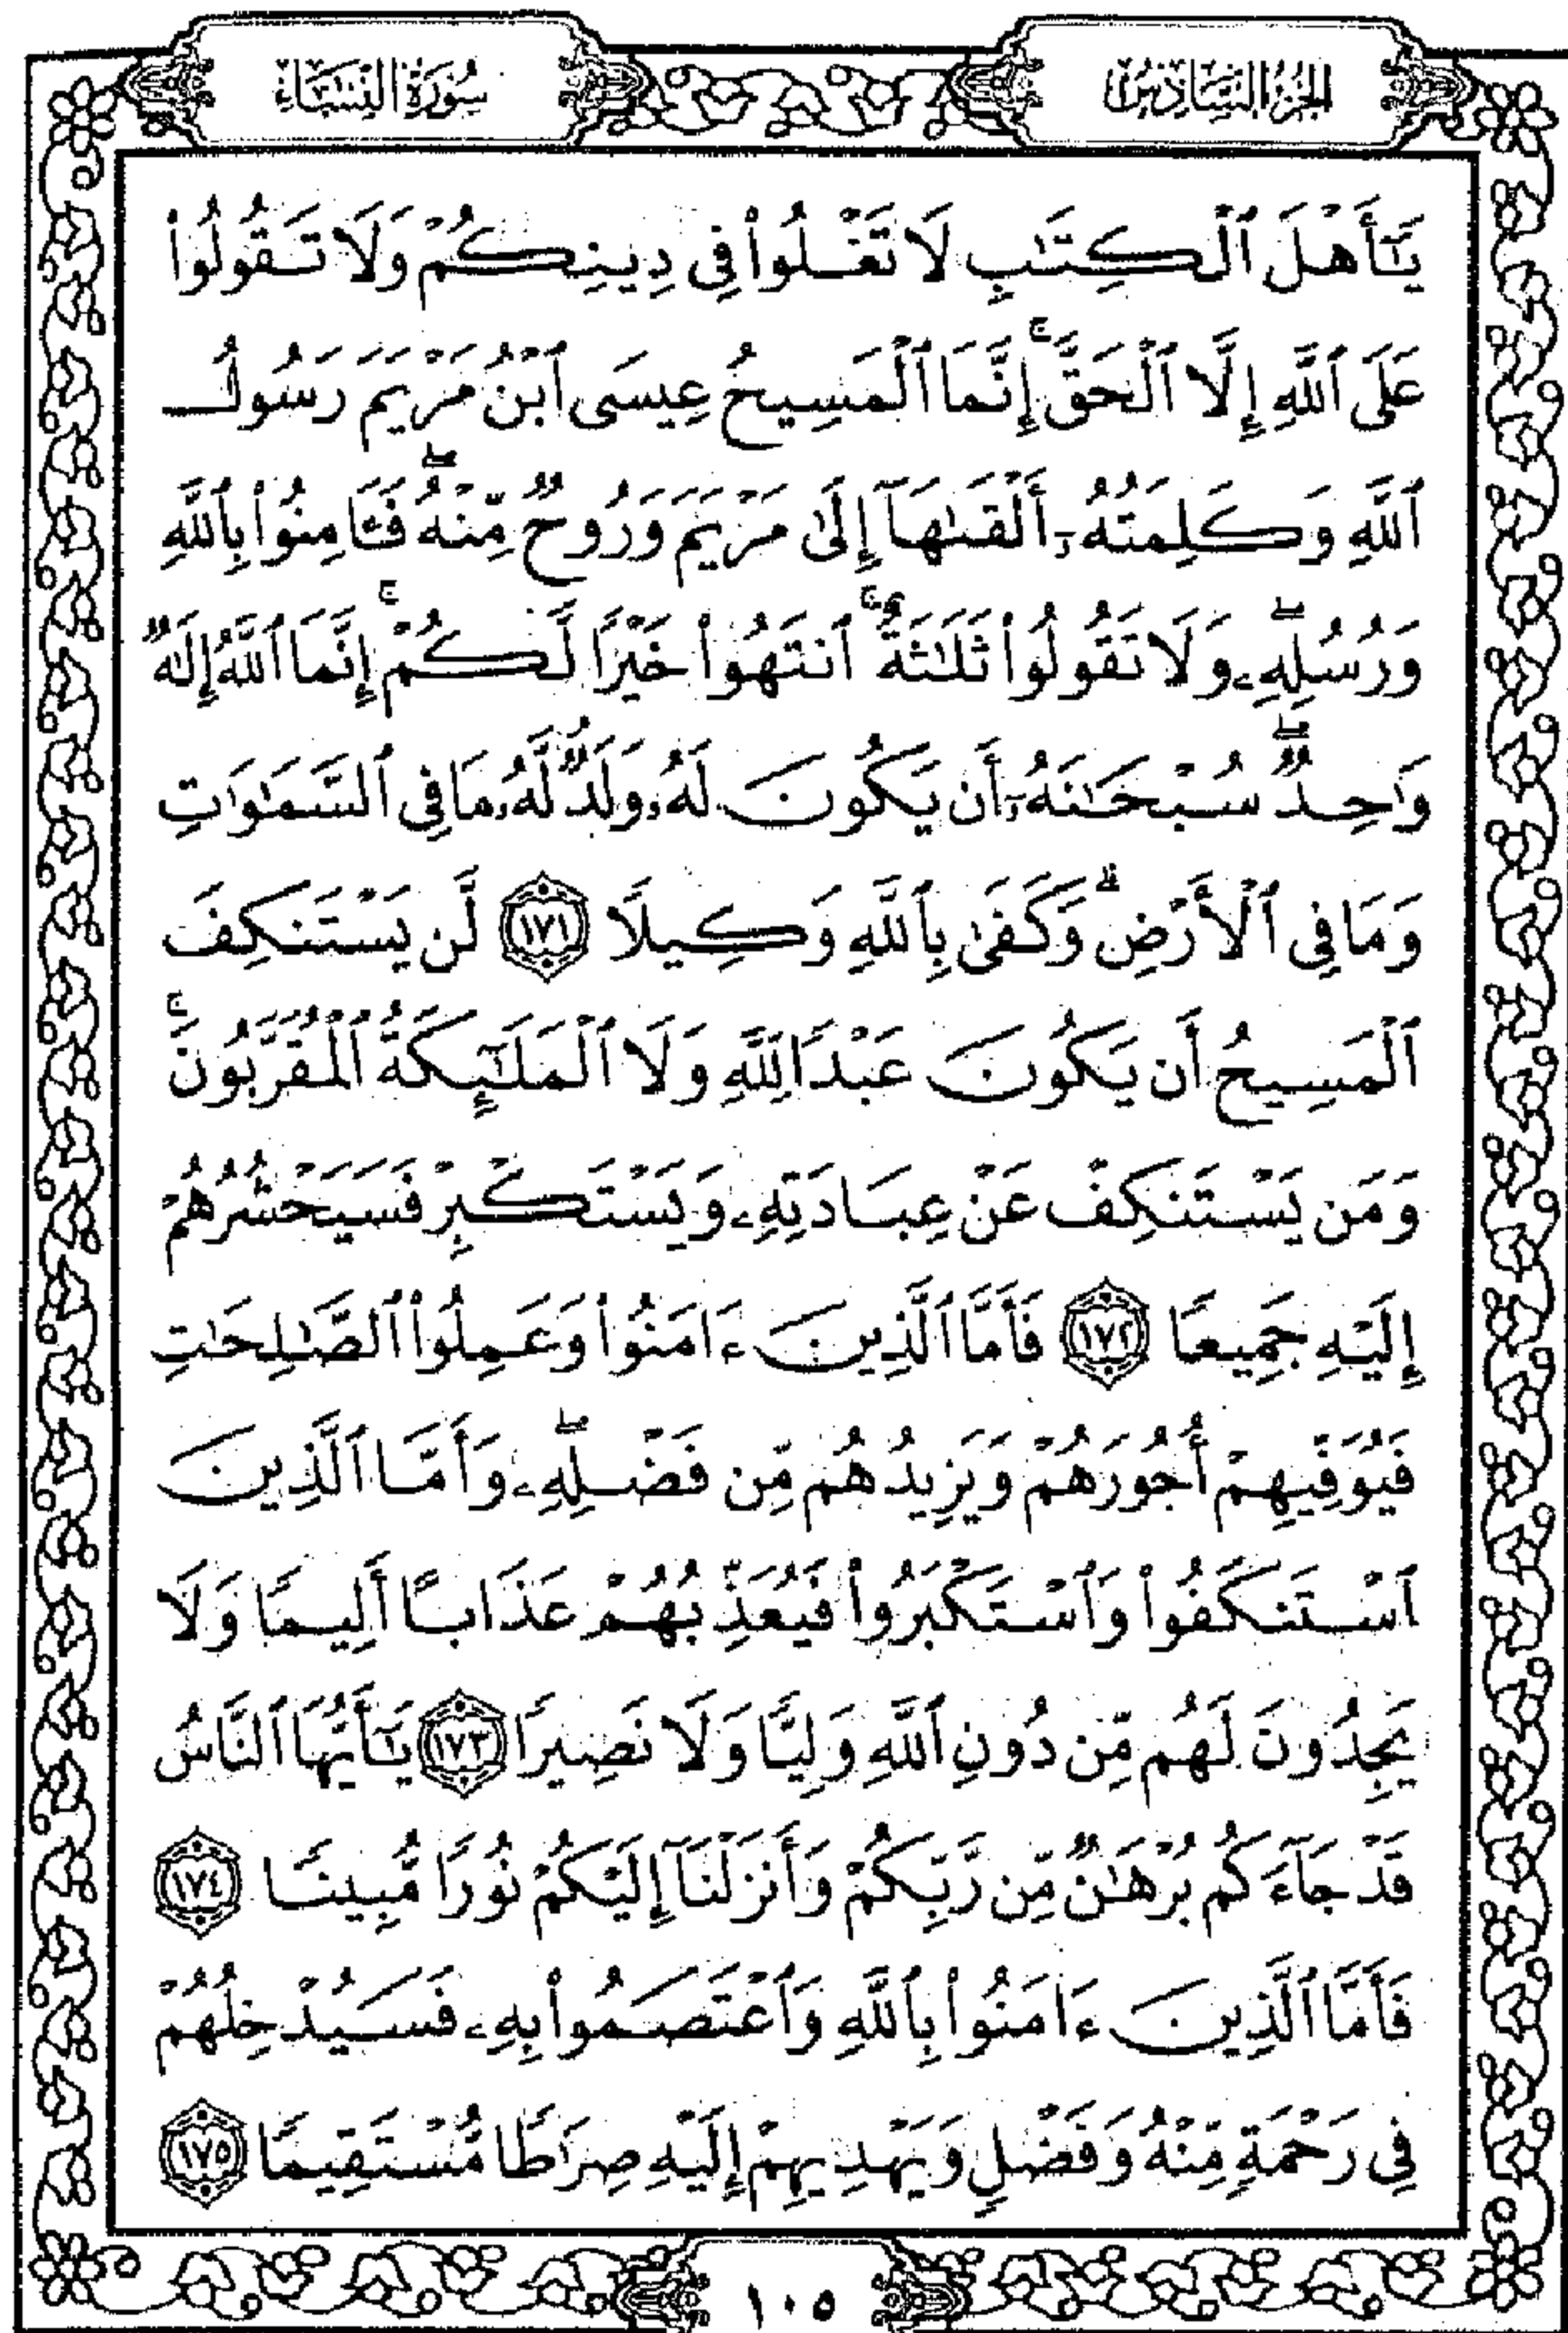 الجزء السادس
سورة النساء
يَٰٓأَهْلَ ٱلْكِتَٰبِ لَا تَغْلُوا۟ فِى دِينِكُمْ وَلَا تَقُولُوا۟
عَلَى ٱللَّهِ إِلَّا ٱلْحَقَّ ۚ إِنَّمَا ٱلْمَسِيحُ عِيسَى ٱبْنُ مَرْيَمَ رَسُولُ
ٱللَّهِ وَكَلِمَتُهُۥٓ أَلْقَىٰهَآ إِلَىٰ مَرْيَمَ وَرُوحٌ مِّنْهُ ۖ فَـَٔامِنُوا۟ بِٱللَّهِ
وَرُسُلِهِۦ ۖ وَلَا تَقُولُوا۟ ثَلَٰثَةٌ ۚ ٱنتَهُوا۟ خَيْرًا لَّكُمْ ۚ إِنَّمَا ٱللَّهُ إِلَٰهٌ
وَٰحِدٌ ۖ سُبْحَٰنَهُۥٓ أَن يَكُونَ لَهُۥ وَلَدٌ ۘ لَّهُۥ مَا فِى ٱلسَّمَٰوَٰتِ
وَمَا فِى ٱلْأَرْضِ ۗ وَكَفَىٰ بِٱللَّهِ وَكِيلًا ١٧١ لَّن يَسْتَنكِفَ
ٱلْمَسِيحُ أَن يَكُونَ عَبْدًا لِّلَّهِ وَلَا ٱلْمَلَٰٓئِكَةُ ٱلْمُقَرَّبُونَ ۚ
وَمَن يَسْتَنكِفْ عَنْ عِبَادَتِهِۦ وَيَسْتَكْبِرْ فَسَيَحْشُرُهُمْ
إِلَيْهِ جَمِيعًا ١٧٢ فَأَمَّا ٱلَّذِينَ ءَامَنُوا۟ وَعَمِلُوا۟ ٱلصَّٰلِحَٰتِ
فَيُوَفِّيهِمْ أُجُورَهُمْ وَيَزِيدُهُم مِّن فَضْلِهِۦ ۖ وَأَمَّا ٱلَّذِينَ
ٱسْتَنكَفُوا۟ وَٱسْتَكْبَرُوا۟ فَيُعَذِّبُهُمْ عَذَابًا أَلِيمًا وَلَا
يَجِدُونَ لَهُم مِّن دُونِ ٱللَّهِ وَلِيًّا وَلَا نَصِيرًا ١٧٣ يَٰٓأَيُّهَا ٱلنَّاسُ
قَدْ جَآءَكُم بُرْهَٰنٌ مِّن رَّبِّكُمْ وَأَنزَلْنَآ إِلَيْكُمْ نُورًا مُّبِينًا ١٧٤
فَأَمَّا ٱلَّذِينَ ءَامَنُوا۟ بِٱللَّهِ وَٱعْتَصَمُوا۟ بِهِۦ فَسَيُدْخِلُهُمْ
فِى رَحْمَةٍ مِّنْهُ وَفَضْلٍ وَيَهْدِيهِمْ إِلَيْهِ صِرَٰطًا مُّسْتَقِيمًا ١٧٥
١٠٥